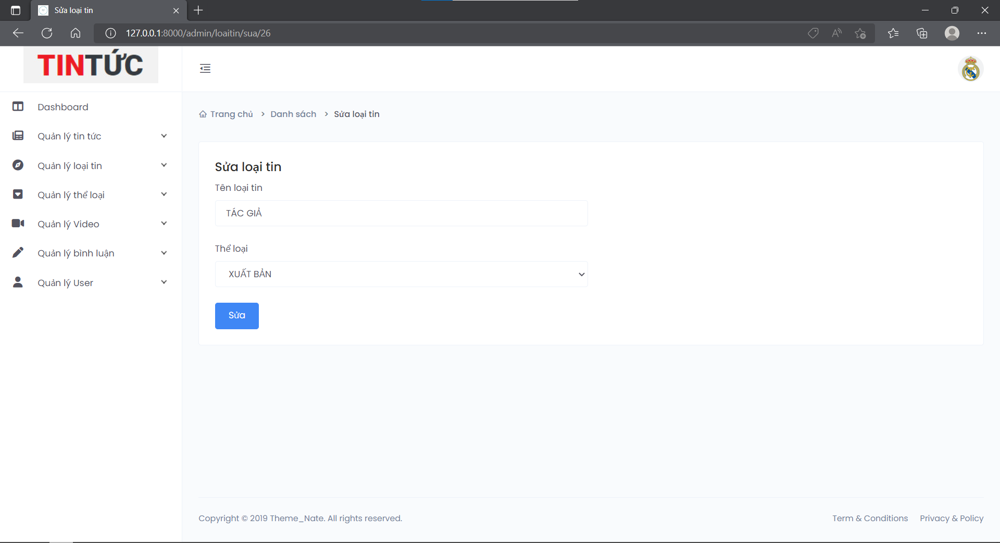 Sửa loại tin
127.0.0.1:8000/admin/loaitin/sua/26
TINTỨC
Dashboard
Quản lý tin tức
Quản lý loại tin
Quản lý thể loại
Quản lý Video
Quản lý bình luận
Quản lý User
Trang chủ > Danh sách > Sửa loại tin
Sửa loại tin
Tên loại tin
TÁC GIẢ
Thể loại
XUẤT BẢN
Sửa
Copyright © 2019 Theme_Nate. All rights reserved.
Term & Conditions Privacy & Policy